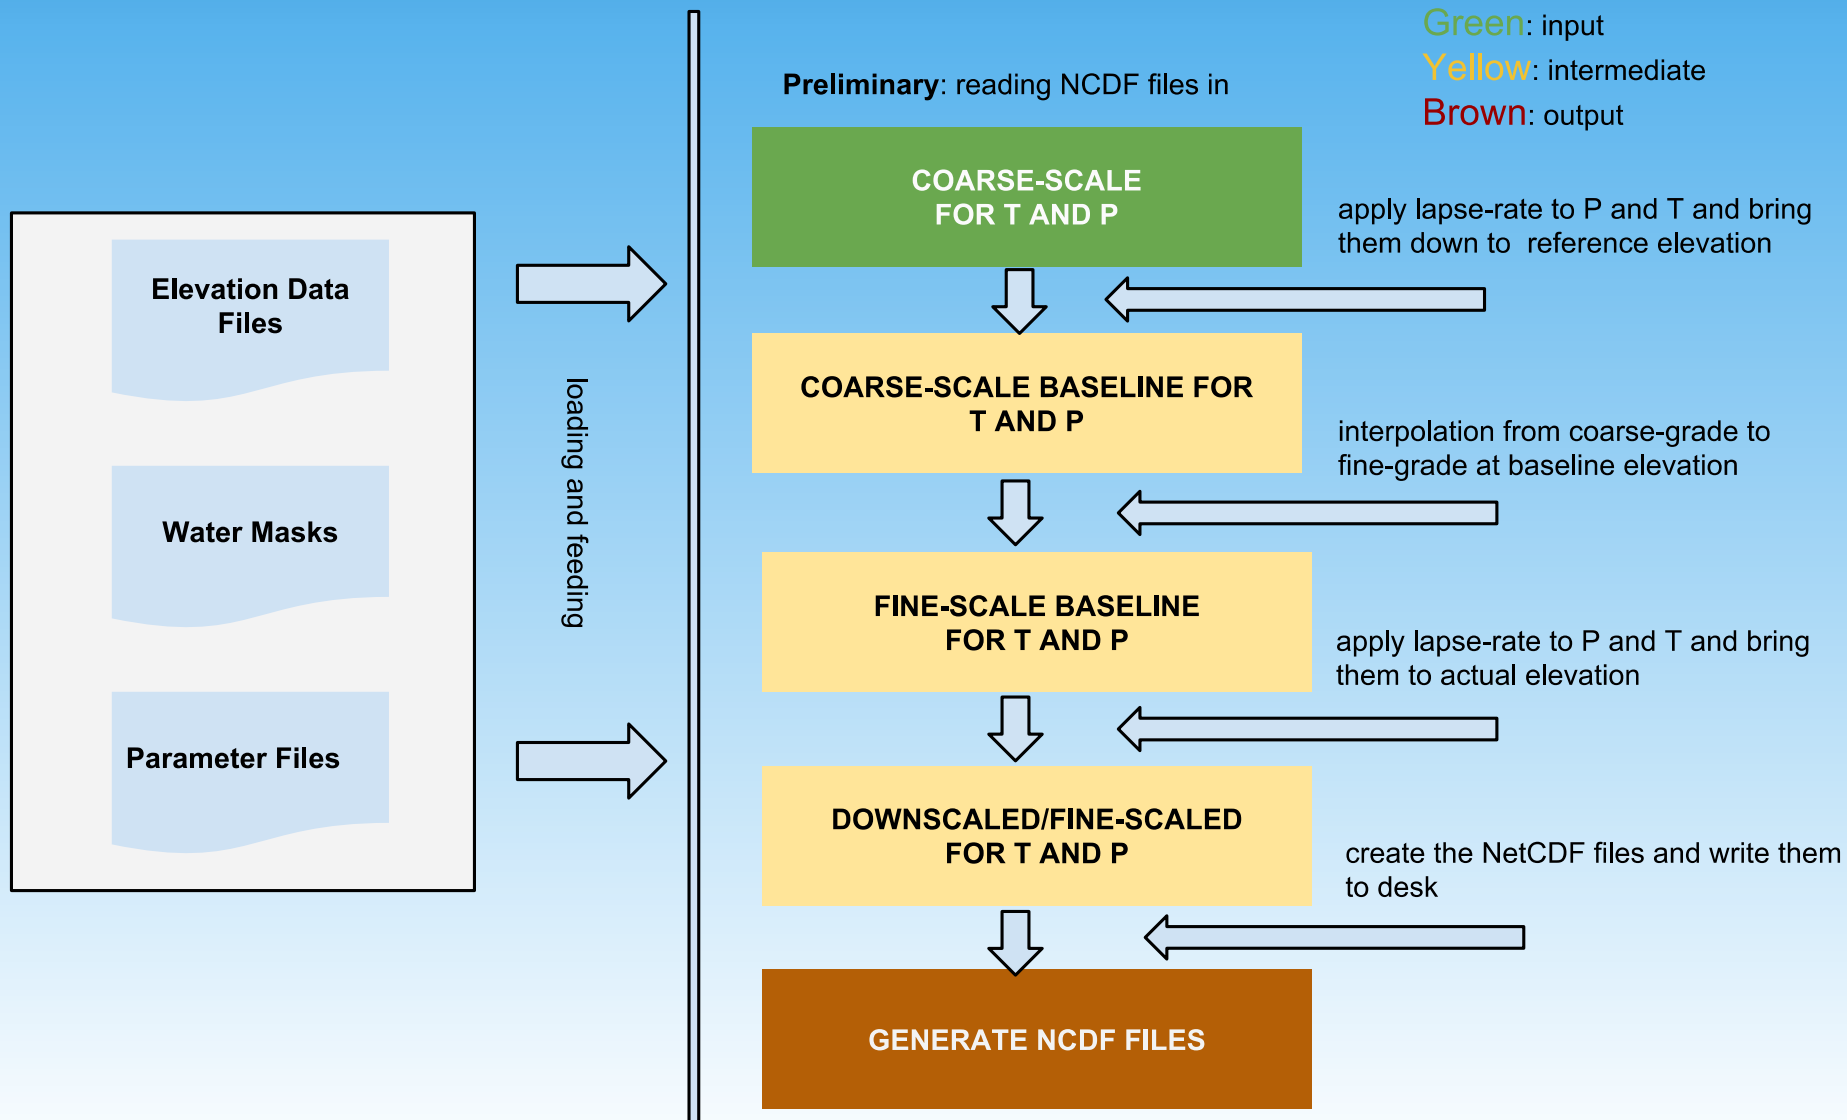 Green: input
Yellow: intermediate
Brown: output
Preliminary: reading NCDF files in
COARSE-SCALE
FOR T AND P
apply lapse-rate to P and T and bring
them down to  reference elevation
Elevation Data
Files
Water Masks
Parameter Files
loading and feeding
COARSE-SCALE BASELINE FOR
T AND P
interpolation from coarse-grade to
fine-grade at baseline elevation
FINE-SCALE BASELINE
FOR T AND P
apply lapse-rate to P and T and bring
them to actual elevation
DOWNSCALED/FINE-SCALED
FOR T AND P
create the NetCDF files and write them
to desk
GENERATE NCDF FILES